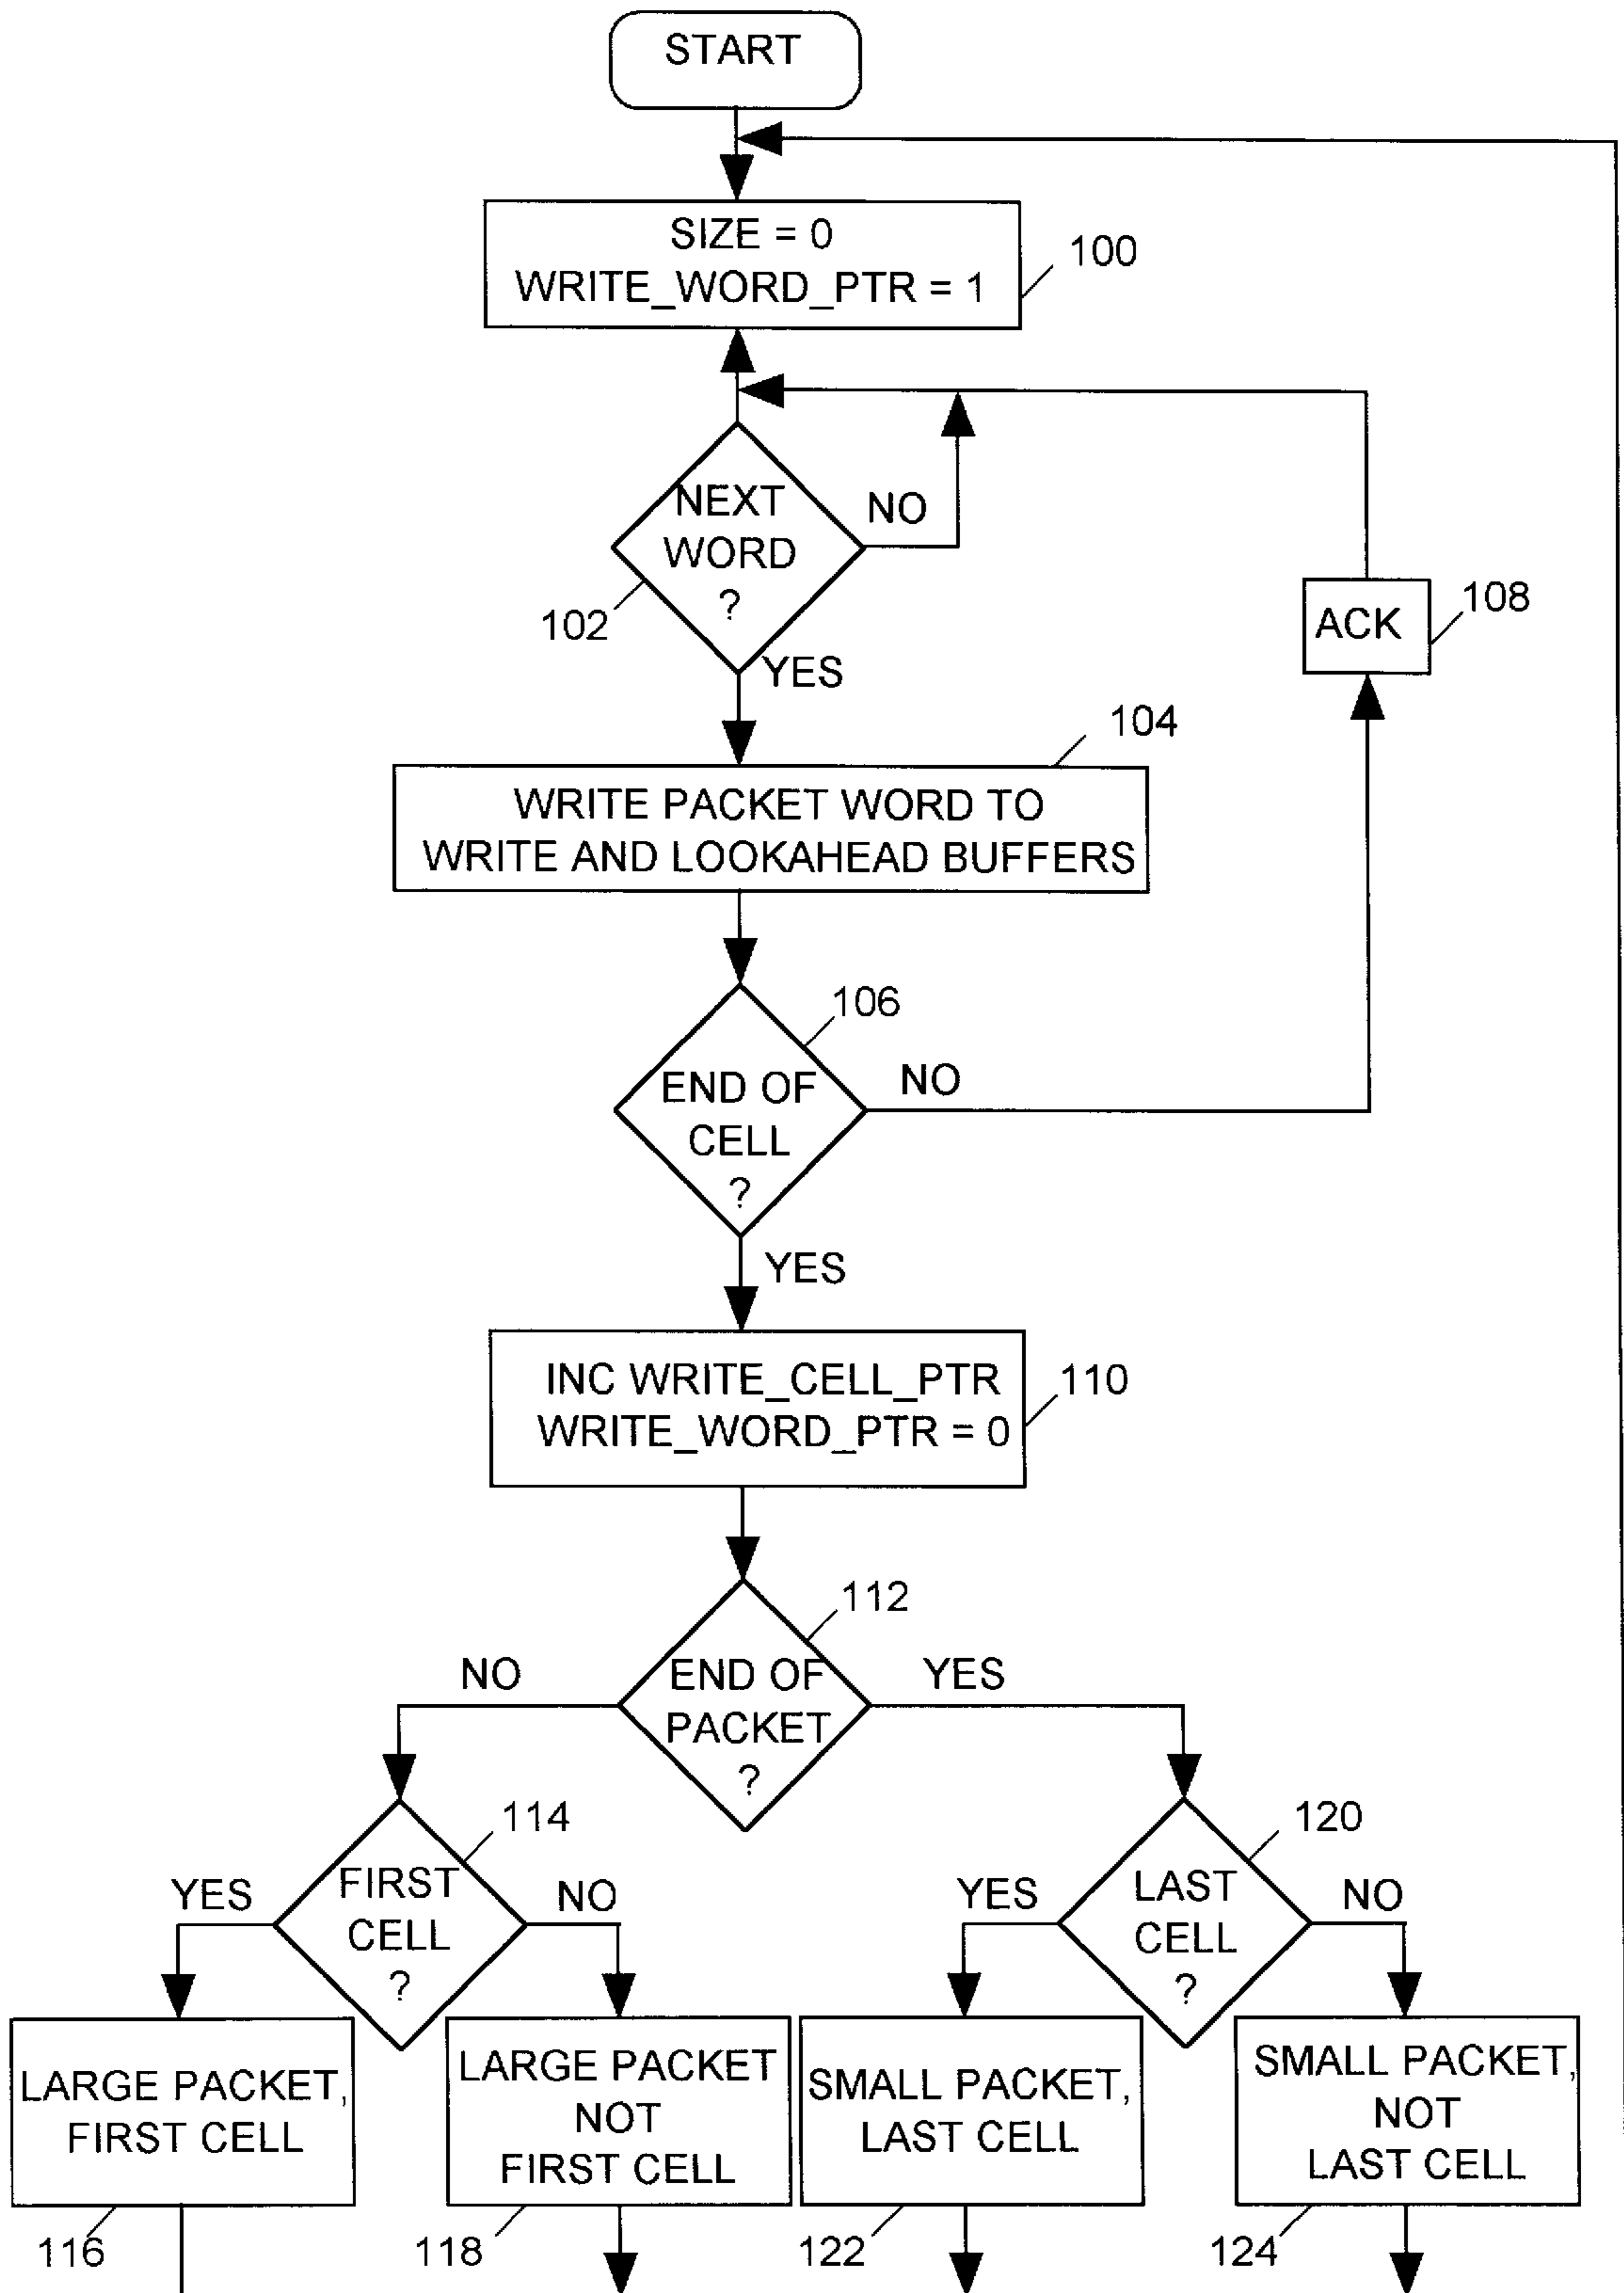 START
SIZE = 0
WRITE_WORD_PTR = 1
100
NEXT
WORD
?
NO
102
YES
ACK
108
104
WRITE PACKET WORD TO
WRITE AND LOOKAHEAD BUFFERS
106
END OF
CELL
?
NO
YES
INC WRITE_CELL_PTR
WRITE_WORD_PTR = 0
110
112
NO
END OF
PACKET
?
YES
114
YES
FIRST
CELL
?
NO
120
YES
LAST
CELL
?
NO
LARGE PACKET,
FIRST CELL
116
LARGE PACKET
NOT
FIRST CELL
118
SMALL PACKET,
LAST CELL
122
SMALL PACKET,
NOT
LAST CELL
124